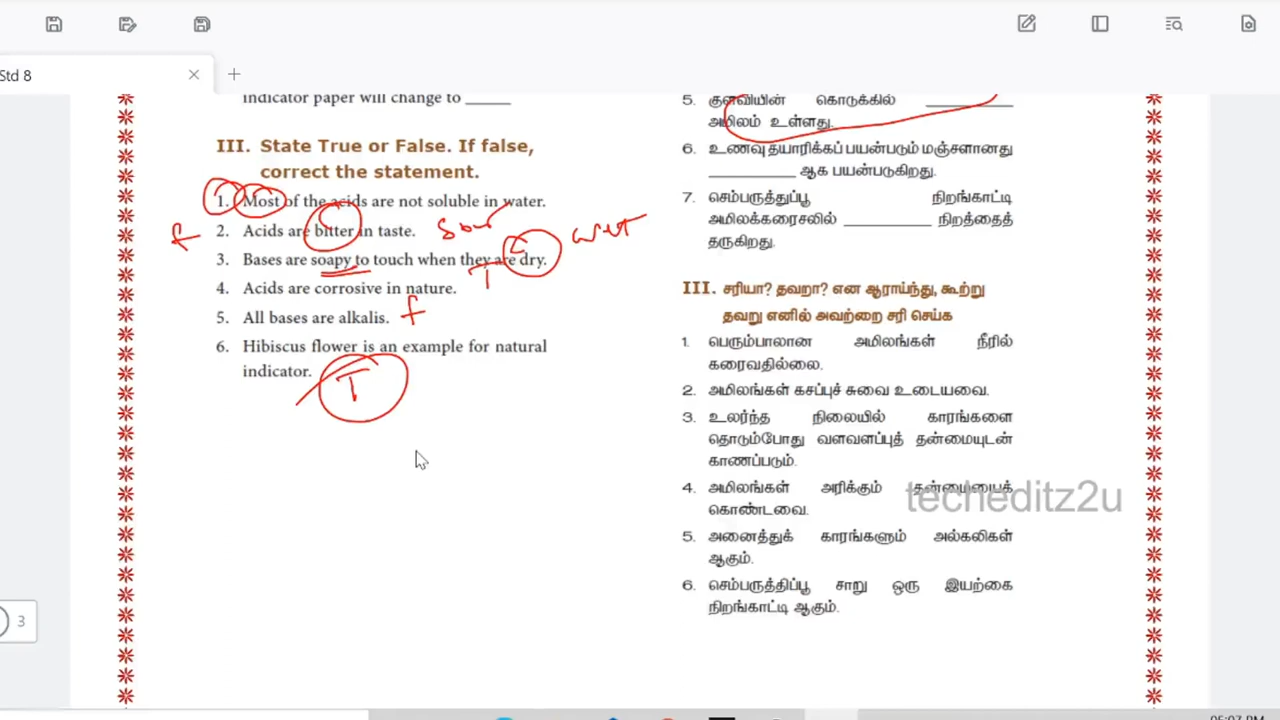 Std 8
indicator paper will change to _____
III. State True or False. If false,
correct the statement.
1. Most of the acids are not soluble in water.
2. Acids are bitter in taste.
sour
f
3. Bases are soapy to touch when they are dry.
wet
4. Acids are corrosive in nature.
T
5. All bases are alkalis.
f
6. Hibiscus flower is an example for natural
indicator.
T
3
5. குளவியின் கொடுக்கில் __________
அமிலம் உள்ளது.
6. உணவு தயாரிக்கப் பயன்படும் மஞ்சளானது
__________ ஆக பயன்படுகிறது.
7. செம்பருத்துப்பூ நிறங்காட்டி
அமிலக்கரைசலில் __________ நிறத்தைத்
தருகிறது.
III. சரியா? தவறா? என ஆராய்ந்து, கூற்று
தவறு எனில் அவற்றை சரி செய்க
1. பெரும்பாலான அமிலங்கள் நீரில்
கரைவதில்லை.
2. அமிலங்கள் கசப்புச் சுவை உடையவை.
3. உலர்ந்த நிலையில் காரங்களை
தொடும்போது வளவளப்புத் தன்மையுடன்
காணப்படும்.
4. அமிலங்கள் அரிக்கும் தன்மையைக்
கொண்டவை.
5. அனைத்துக் காரங்களும் அல்கலிகள்
ஆகும்.
6. செம்பருத்திப்பூ சாறு ஒரு இயற்கை
நிறங்காட்டி ஆகும்.
techeditz2u